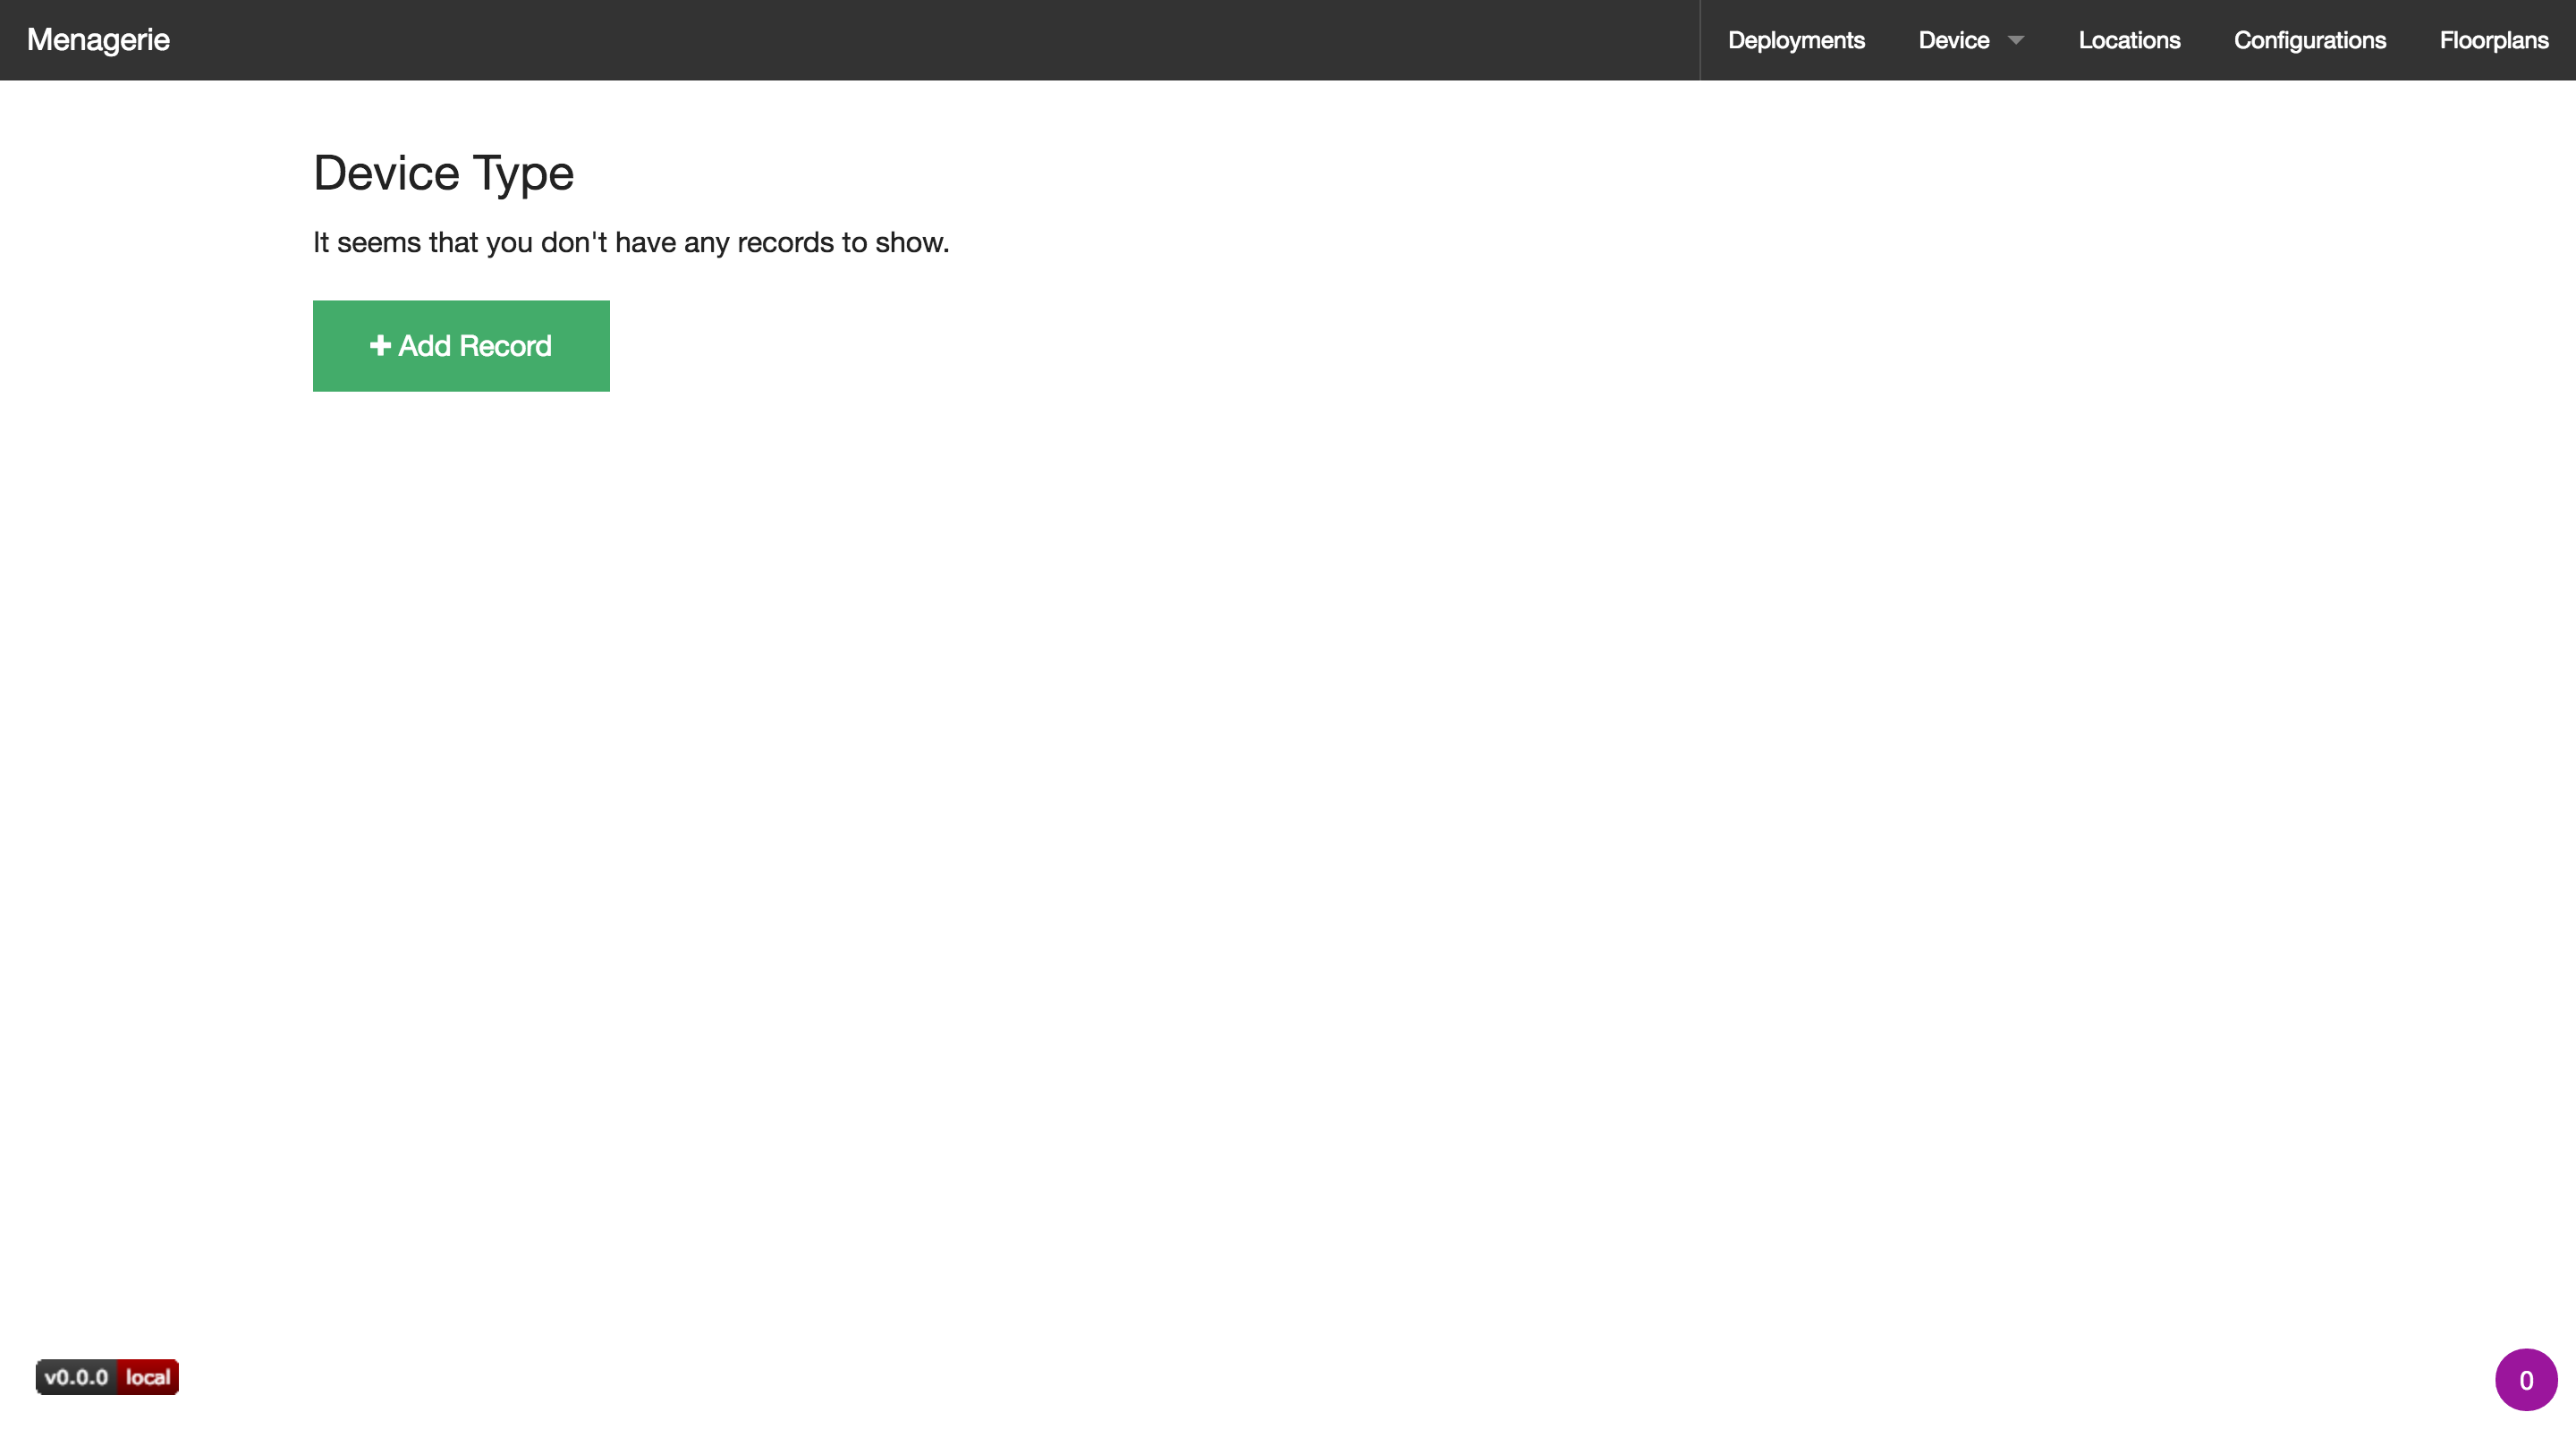 Menagerie
Deployments
Device
Locations
Configurations
Floorplans
Device Type
It seems that you don't have any records to show.
Add Record
v0.0.0 local
0